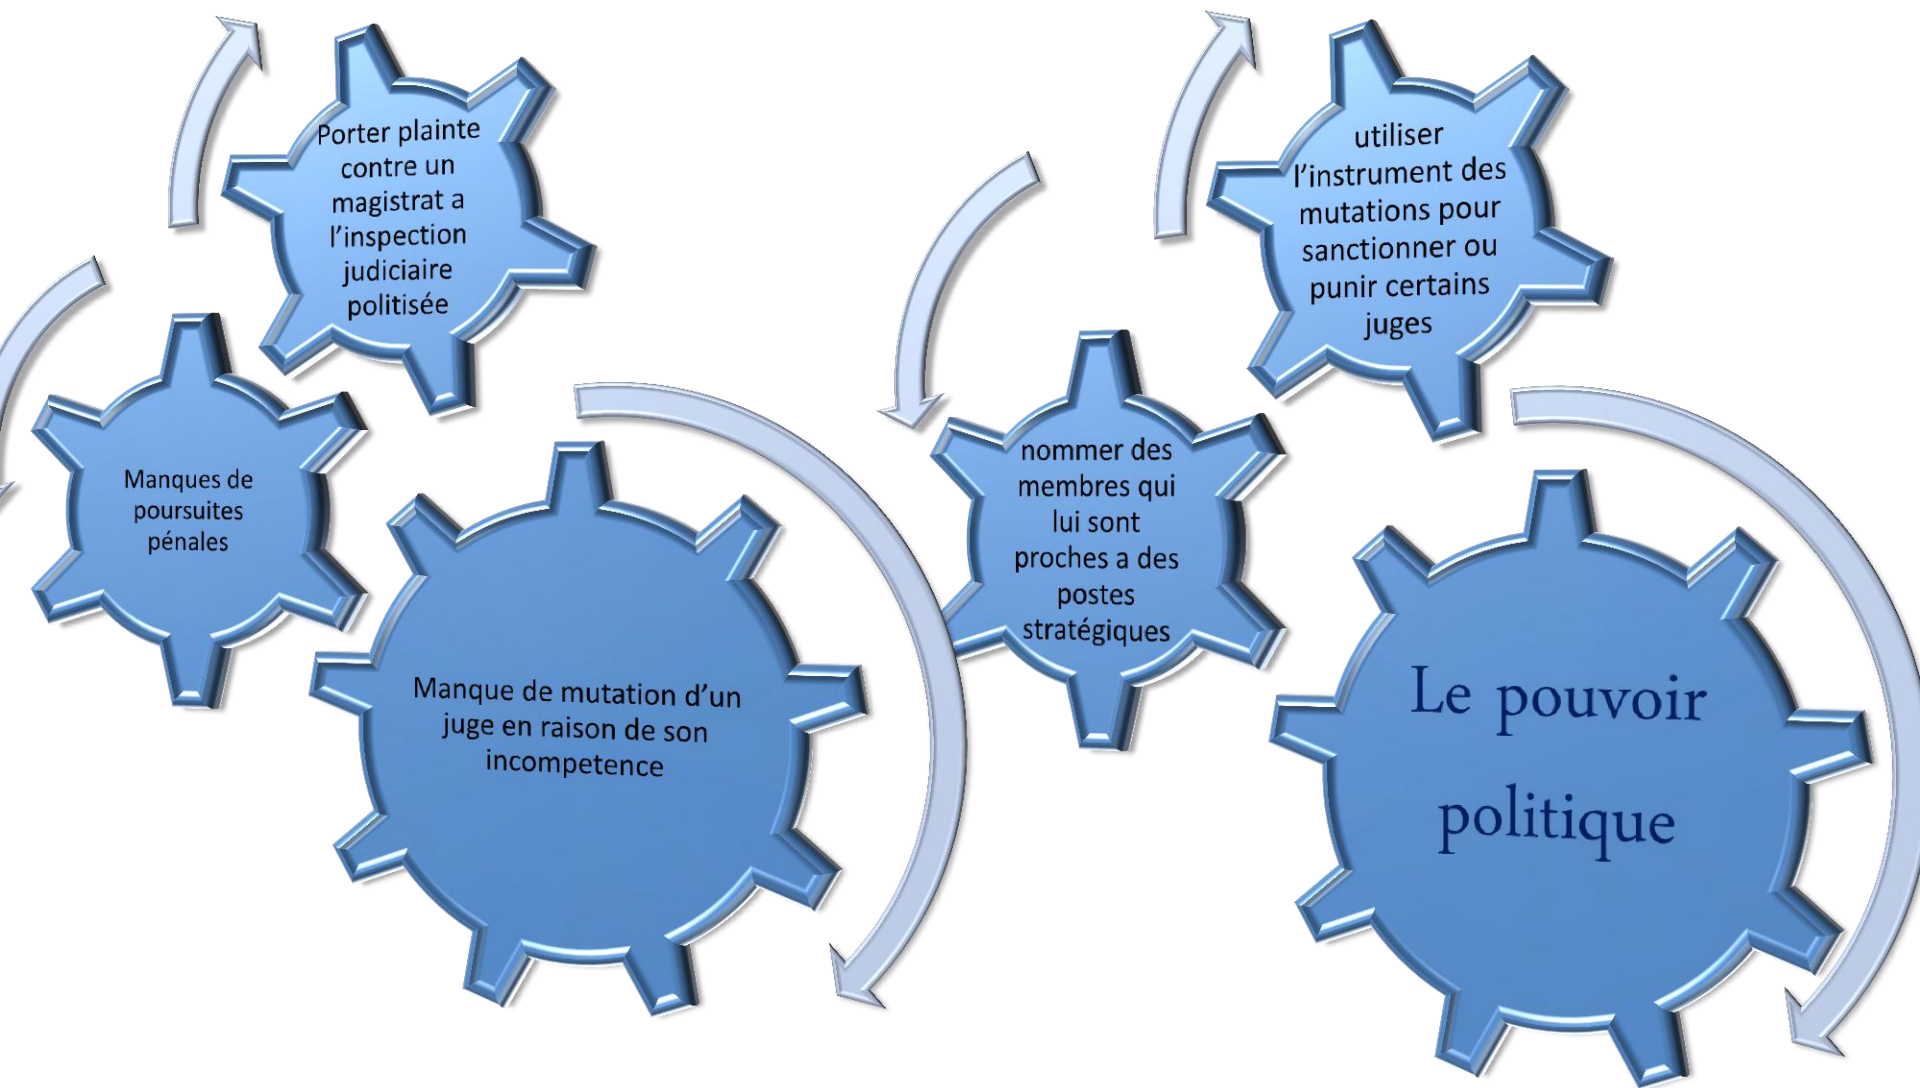 Porter plainte
contre un
magistrat a
l’inspection
judiciaire
politisée
Manques de
poursuites
pénales
Manque de mutation d’un
juge en raison de son
incompetence
utiliser
l’instrument des
mutations pour
sanctionner ou
punir certains
juges
nommer des
membres qui
lui sont
proches a des
postes
stratégiques
Le pouvoir
politique